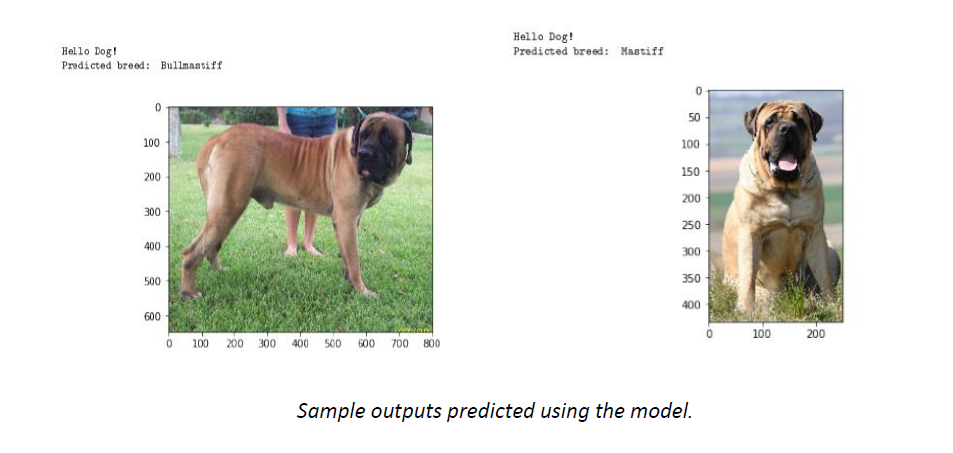 Hello Dog!
Predicted breed: Bullmastiff
0
100
200
300
400
500
600
0 100 200 300 400 500 600 700 800
Hello Dog!
Predicted breed: Mastiff
0
50
100
150
200
250
300
350
400
0 100 200
Sample outputs predicted using the model.